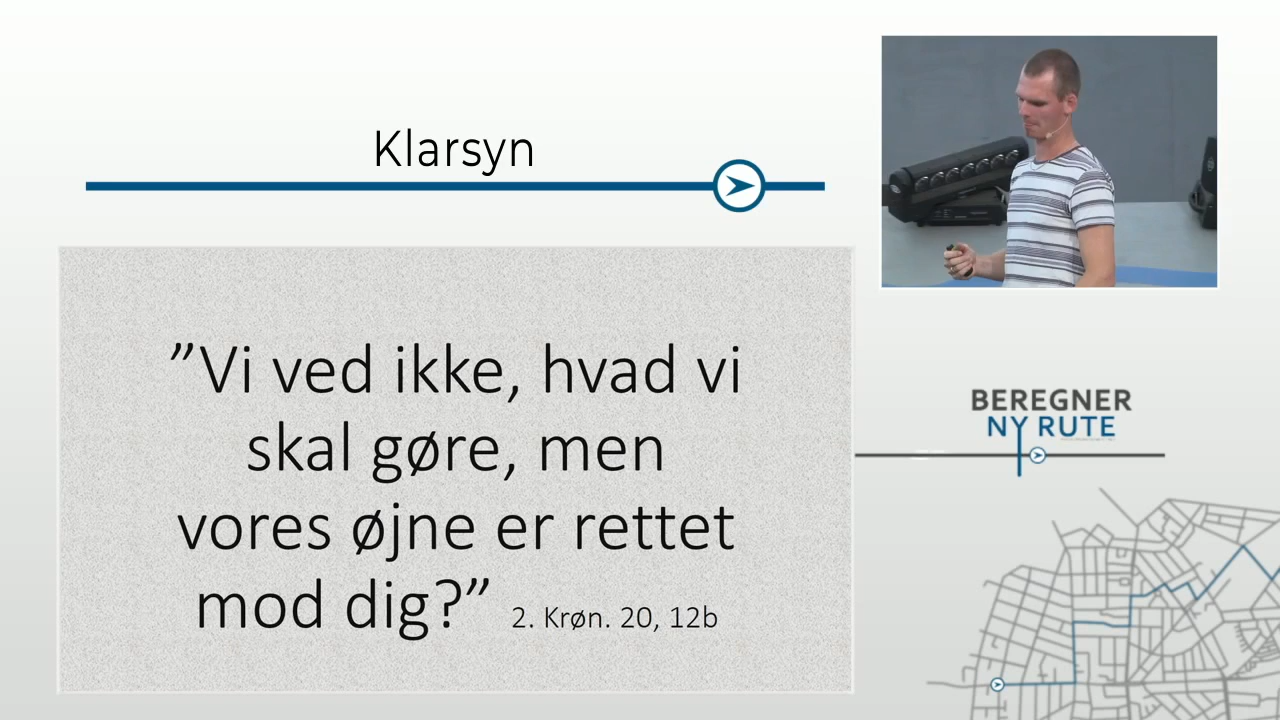 Klarsyn
”Vi ved ikke, hvad vi
skal gøre, men
vores øjne er rettet
mod dig?” 2. Krøn. 20, 12b
BEREGNER
NY RUTE